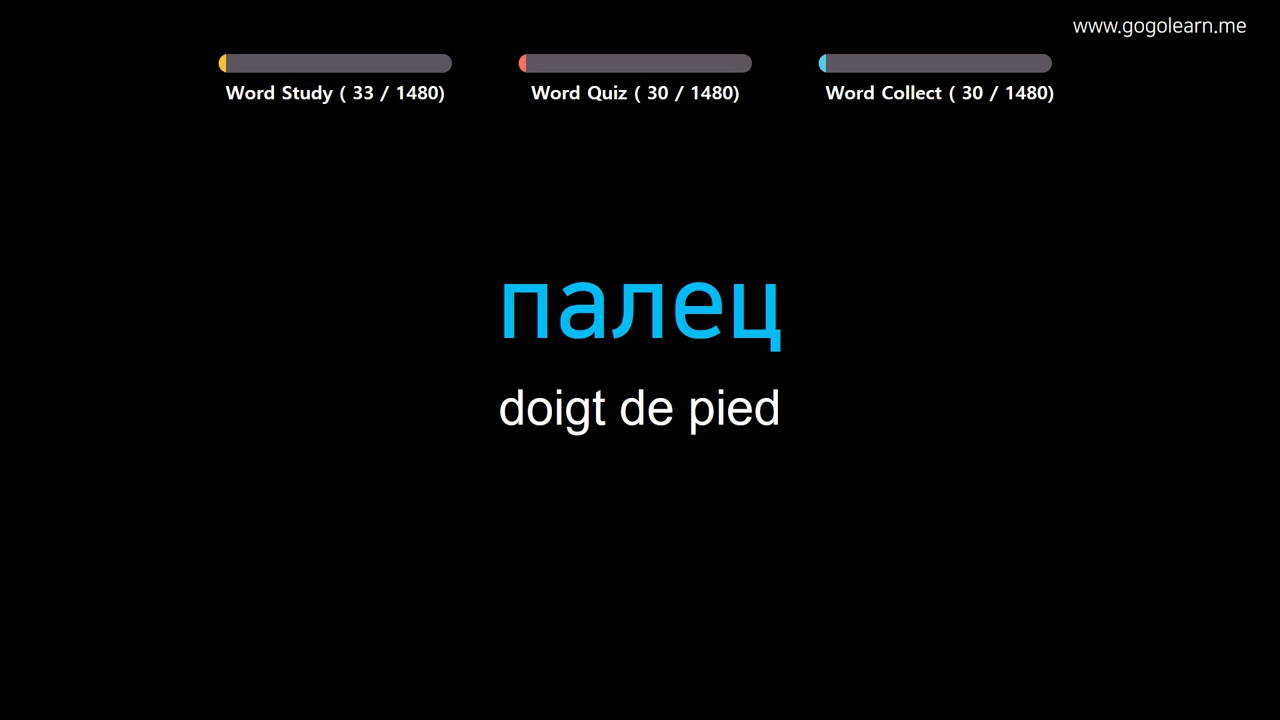 www.gogolearn.me
Word Study ( 33 / 1480)
Word Quiz ( 30 / 1480)
Word Collect ( 30 / 1480)
палец
doigt de pied